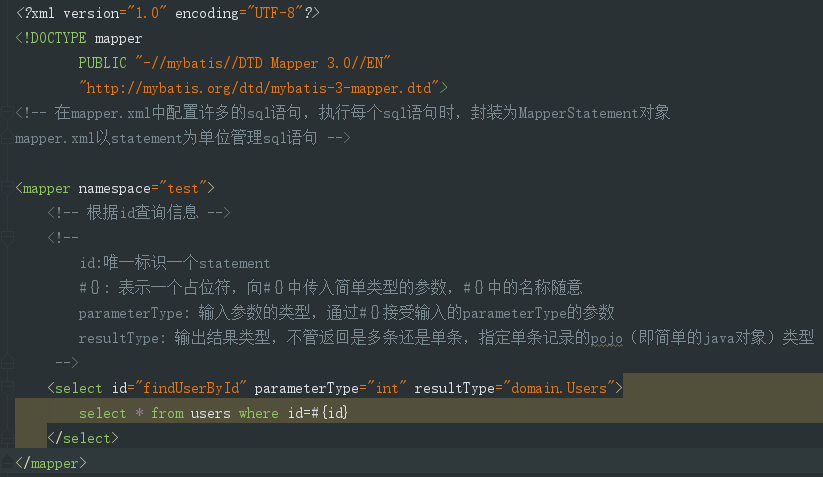 <?xml version="1.0" encoding="UTF-8"?>
<!DOCTYPE mapper
        PUBLIC "-//mybatis//DTD Mapper 3.0//EN"
        "http://mybatis.org/dtd/mybatis-3-mapper.dtd">
<!-- 在mapper.xml中配置许多的sql语句，执行每个sql语句时，封装为MapperStatement对象
mapper.xml以statement为单位管理sql语句 -->
<mapper namespace="test">
    <!-- 根据id查询信息 -->
    <!--
        id:唯一标识一个statement
        #{}: 表示一个占位符，向#{}中传入简单类型的参数，#{}中的名称随意
        parameterType: 输入参数的类型，通过#{}接受输入的parameterType的参数
        resultType: 输出结果类型，不管返回是多条还是单条，指定单条记录的pojo（即简单的java对象）类型
     -->
    <select id="findUserById" parameterType="int" resultType="domain.Users">
        select * from users where id=#{id}
    </select>
</mapper>